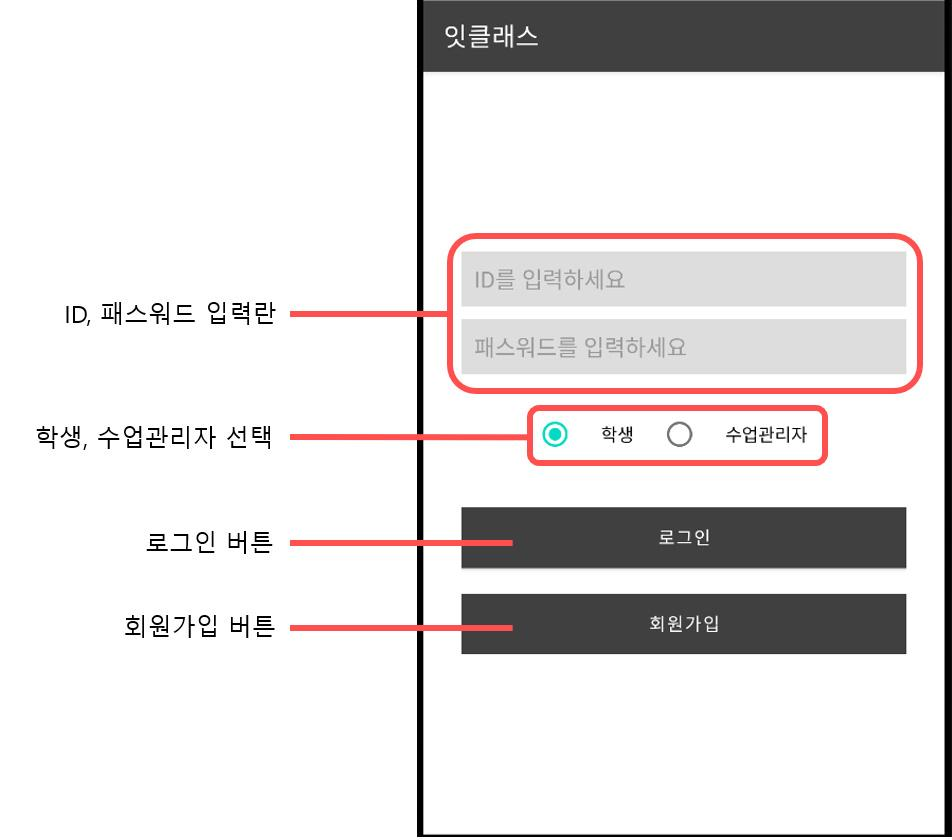 잇클래스
ID, 패스워드 입력란
ID를 입력하세요
패스워드를 입력하세요
학생, 수업관리자 선택
학생
수업관리자
로그인 버튼
로그인
회원가입 버튼
회원가입